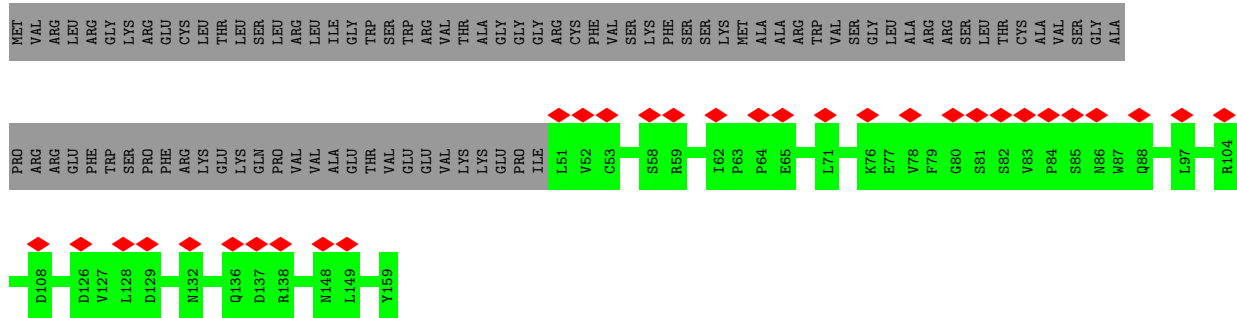 MET VAL ARG LEU ARG GLY LYS ARG GLU CYS LEU THR LEU SER LEU ARG LEU ILE GLY TRP SER TRP ARG VAL THR ALA GLY GLY GLY ARG CYS PHE VAL SER LYS PHE SER SER LYS MET ALA ALA ARG TRP VAL SER GLY LEU ALA ARG ARG SER LEU THR CYS ALA VAL SER GLY ALA
PRO ARG ARG GLU PHE TRP SER PRO PHE ARG LYS GLU LYS GLN PRO VAL VAL ALA GLU THR VAL GLU GLU VAL LYS LYS GLU PRO ILE L51 V52 C53 S58 R59 I62 P63 P64 E65 L71 K76 E77 V78 F79 G80 S81 S82 V83 P84 S85 N86 W87 Q88 L97 R104
D108 D126 V127 L128 D129 N132 Q136 D137 R138 N148 L149 Y159